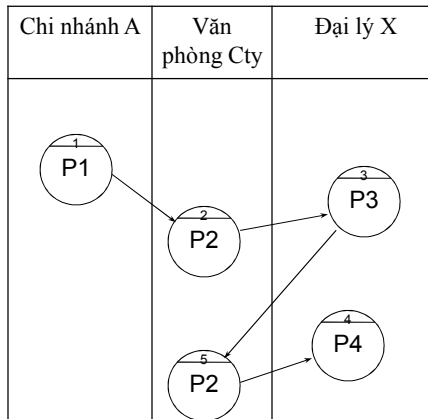 Chi nhánh A
Văn
phòng Cty
Đại lý X
1
P1
2
P2
3
P3
4
P4
5
P2